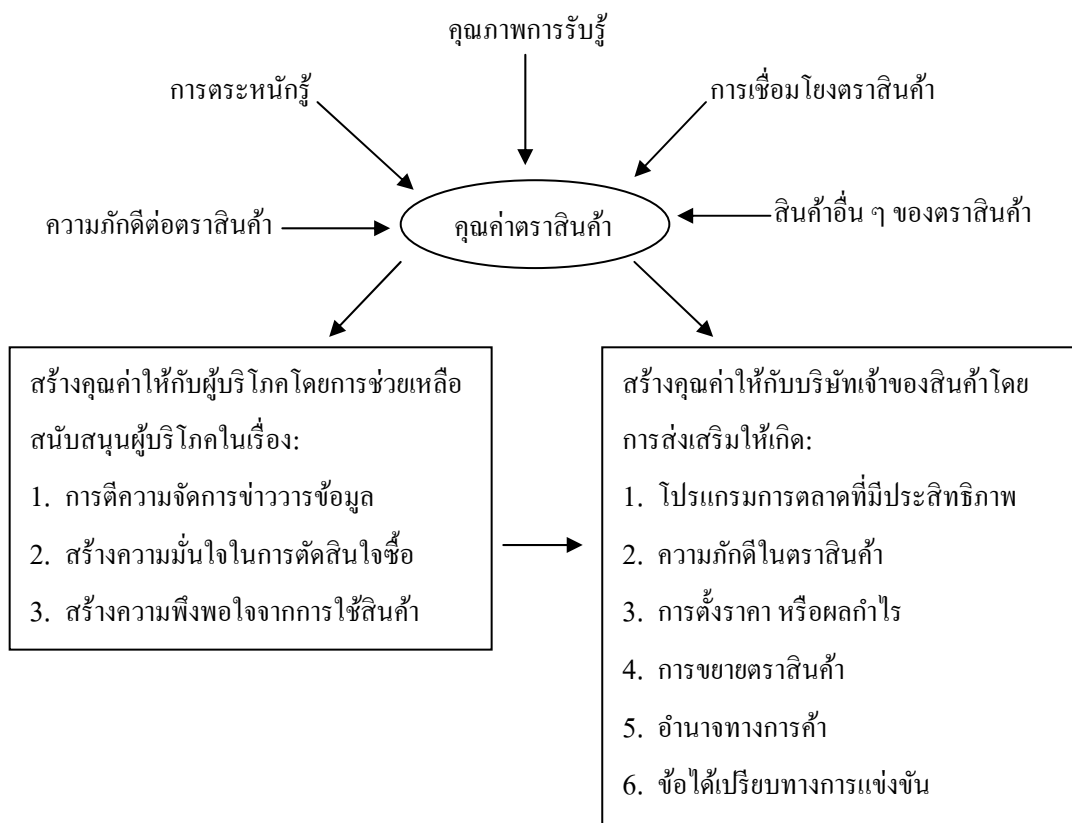 คุณภาพการรับรู้
การตระหนักรู้
การเชื่อมโยงตราสินค้า
ความภักดีต่อตราสินค้า
คุณค่าตราสินค้า
สินค้าอื่น ๆ ของตราสินค้า
สร้างคุณค่าให้กับผู้บริโภคโดยการช่วยเหลือ
สนับสนุนผู้บริโภคในเรื่อง:
1. การตีความจัดการข่าววารข้อมูล
2. สร้างความมั่นใจในการตัดสินใจซื้อ
3. สร้างความพึงพอใจจากการใช้สินค้า
สร้างคุณค่าให้กับบริษัทเจ้าของสินค้าโดย
การส่งเสริมให้เกิด:
1. โปรแกรมการตลาดที่มีประสิทธิภาพ
2. ความภักดีในตราสินค้า
3. การตั้งราคา หรือผลกำไร
4. การขยายตราสินค้า
5. อำนาจทางการค้า
6. ข้อได้เปรียบทางการแข่งขัน